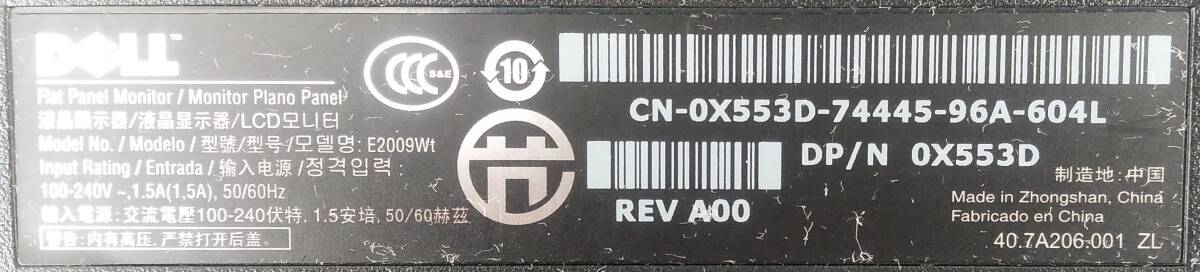 DELL™
Flat Panel Monitor / Monitor Plano Panel
液晶顯示器/液晶显示器/LCD모니터
Model No. / Modelo / 型號/型号/모델명: E2009Wt
Input Rating / Entrada / 输入电源 /정격입력 :
100-240V ~,1.5A(1.5A), 50/60Hz
輸入電源:交流電壓100-240伏特, 1.5安培, 50/60赫茲
警告:内有高压,严禁打开后盖。
CCC S&E
10
CN-0X553D-74445-96A-604L
DP/N 0X553D
REV A00
制造地:中国
Made in Zhongshan, China
Fabricado en China
40.7A206.001 ZL